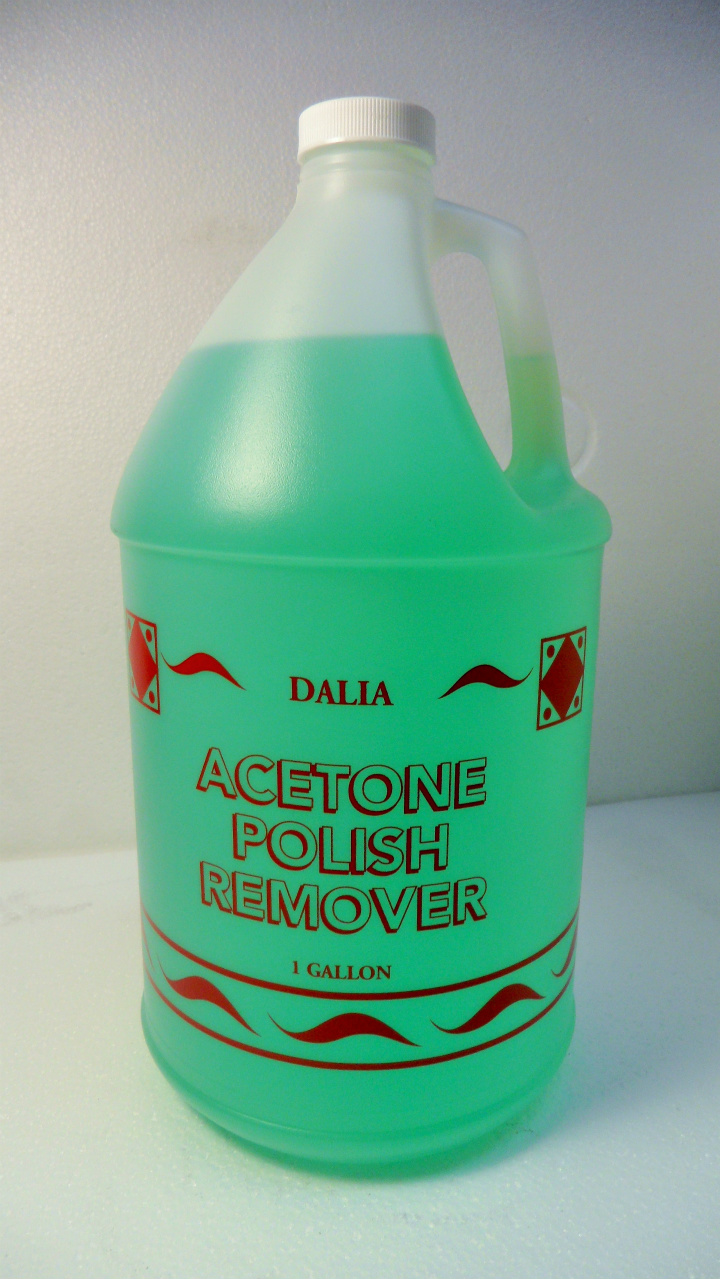 DALIA
ACETONE
POLISH
REMOVER
1 GALLON